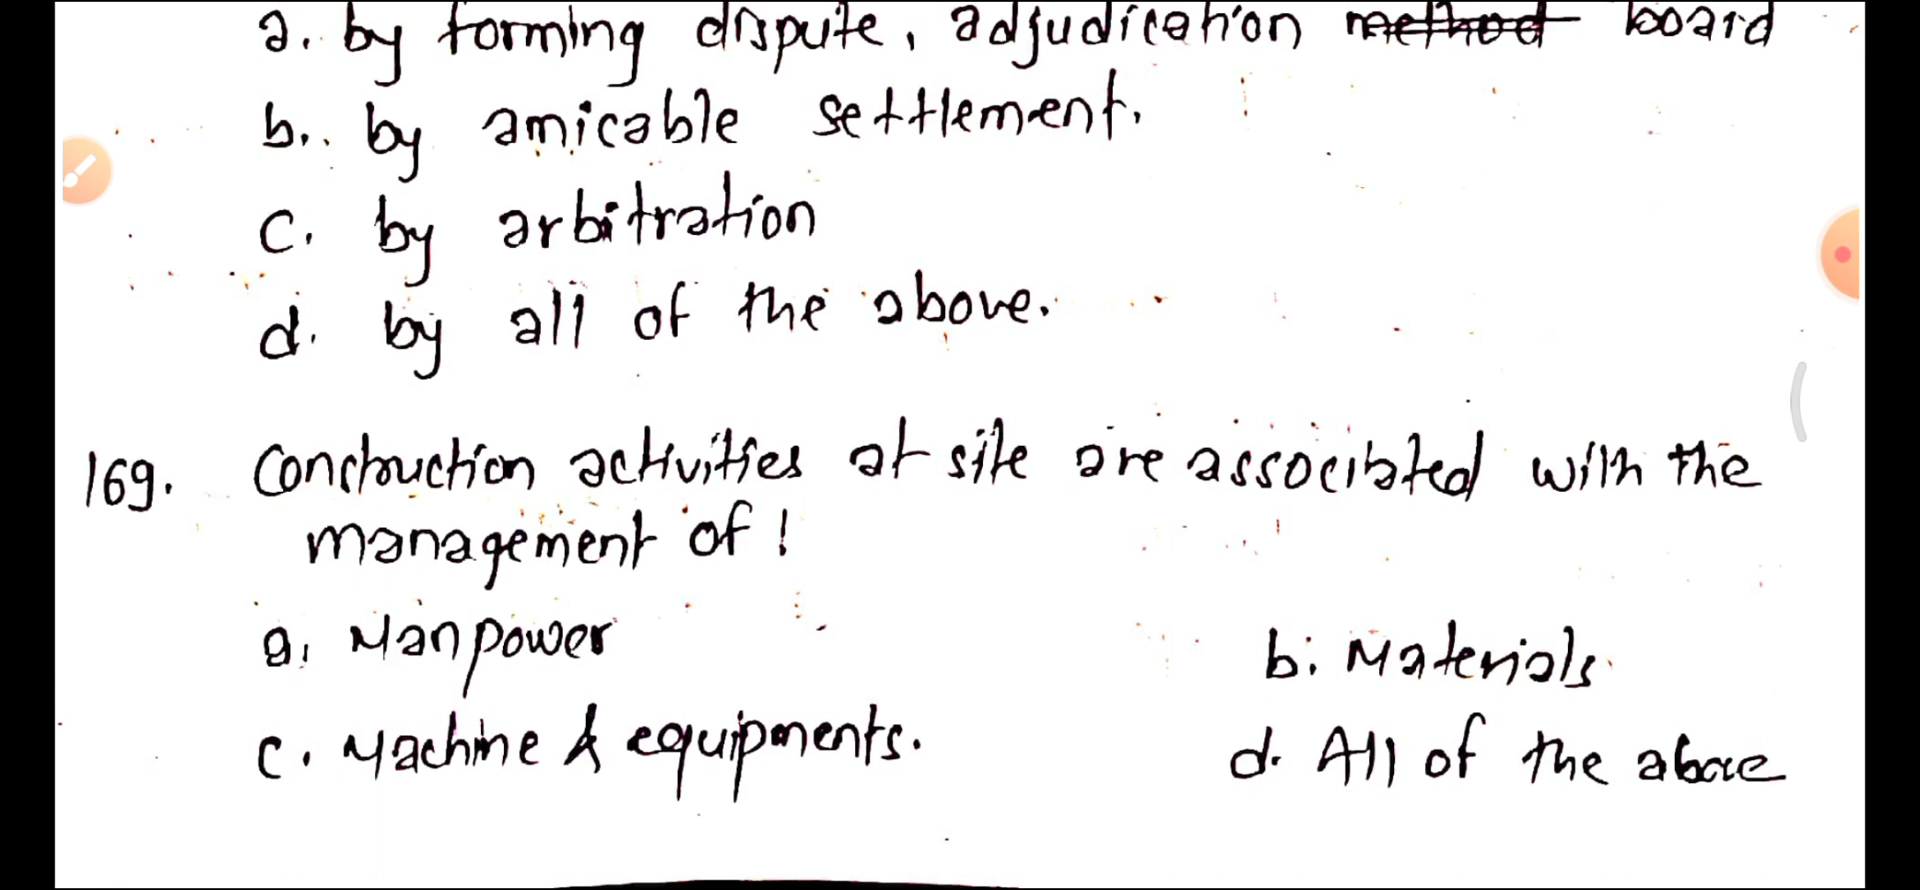 a. by forming dispute, adjudication method board
b. by amicable settlement.
c. by arbitration
d. by all of the above.
169. Construction activities at site are associated with the
management of!
a. Manpower b. Materials
c. Machine & equipments. d. All of the above